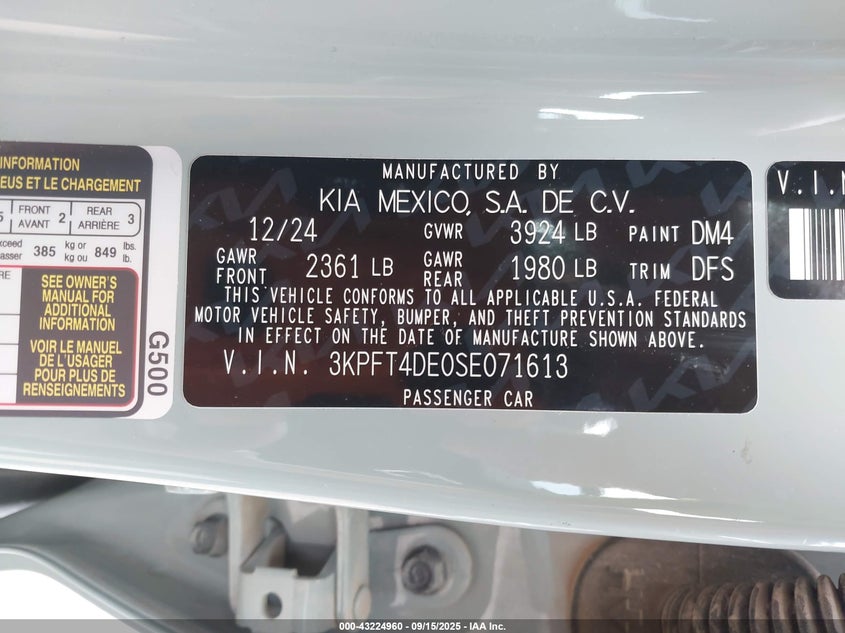 INFORMATION
EUS ET LE CHARGEMENT
FRONT AVANT 2 REAR ARRIÈRE 3
385 kg or kg ou 849 lbs. lb.
SEE OWNER'S
MANUAL FOR
ADDITIONAL
INFORMATION
VOIR LE MANUEL
DE L'USAGER
POUR PLUS DE
RENSEIGNEMENTS
G500
MANUFACTURED BY
KIA MEXICO, S.A. DE C.V.
12/24 GVWR 3924 LB PAINT DM4
GAWR FRONT 2361 LB GAWR REAR 1980 LB TRIM DFS
THIS VEHICLE CONFORMS TO ALL APPLICABLE U.S.A. FEDERAL
MOTOR VEHICLE SAFETY, BUMPER, AND THEFT PREVENTION STANDARDS
IN EFFECT ON THE DATE OF MANUFACTURE SHOWN ABOVE.
V.I.N. 3KPFT4DE0SE071613
PASSENGER CAR
V.I.N
000-43224960 - 09/15/2025 - IAA Inc.